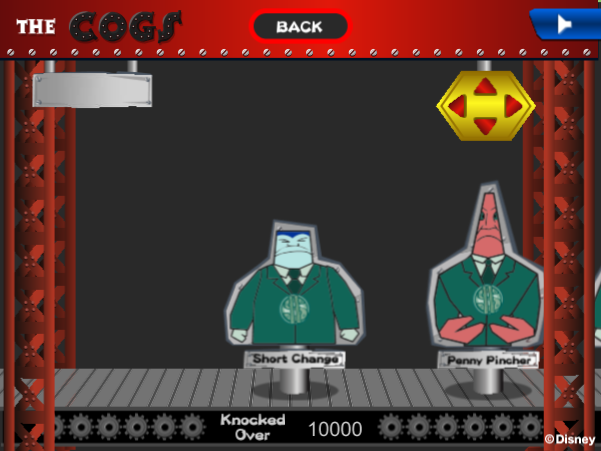 THE COGS
BACK
Short Change
Penny Pincher
Knocked
Over
10000
©Disney